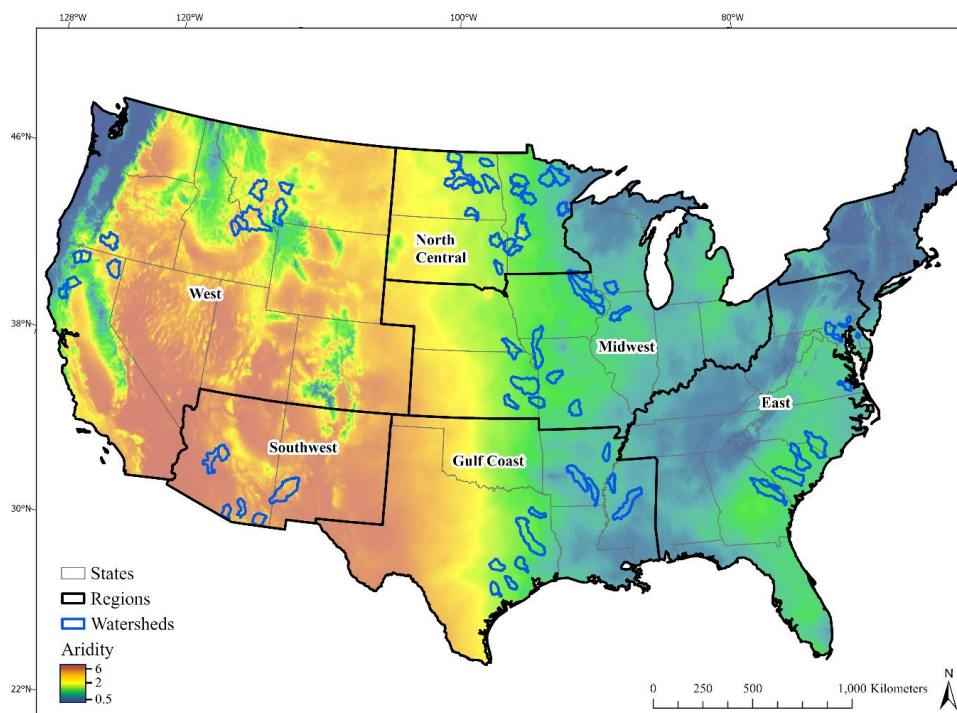 128°W 120°W 100°W 80°W
46°N
North
Central
West
38°N
Midwest
East
Southwest
Gulf Coast
30°N
States
Regions
Watersheds
Aridity
6
2
0.5
22°N
0 250 500 1,000 Kilometers
N